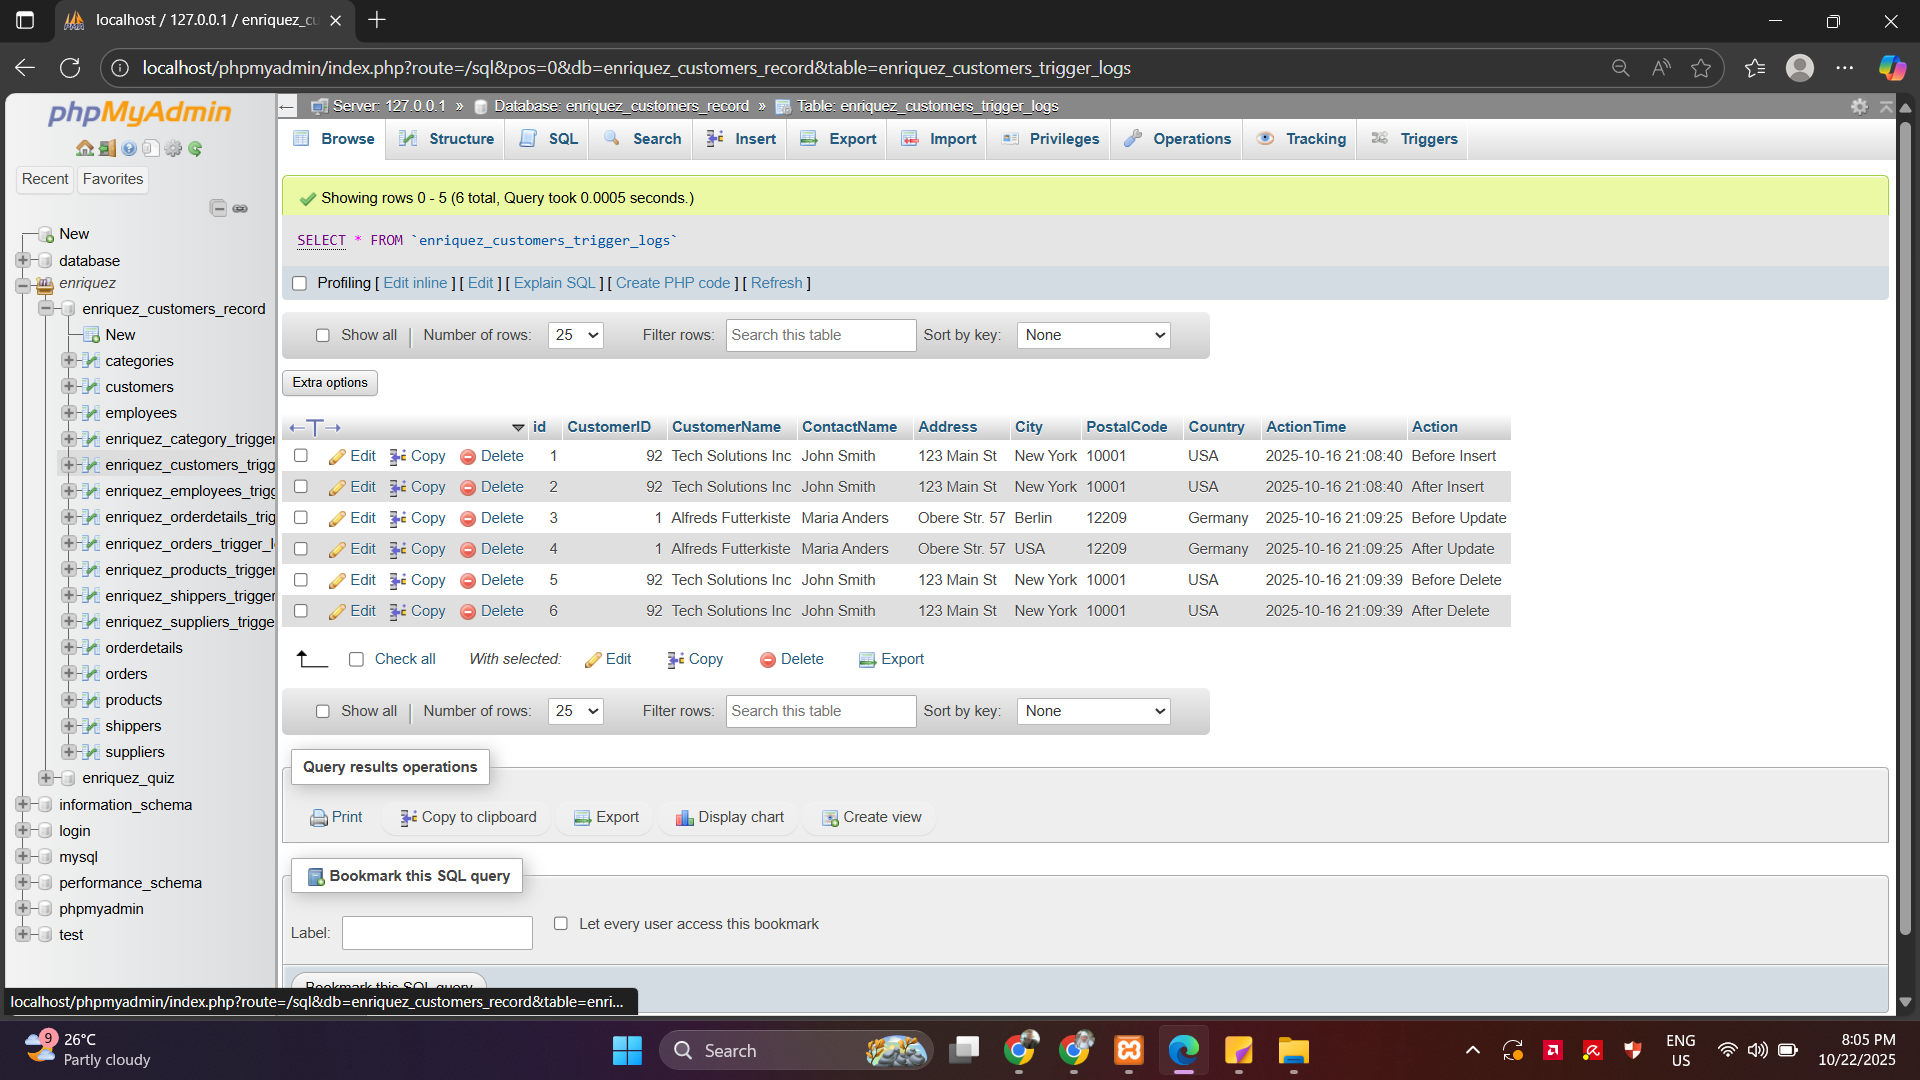 localhost / 127.0.0.1 / enriquez_cu
localhost/phpmyadmin/index.php?route=/sql&pos=0&db=enriquez_customers_record&table=enriquez_customers_trigger_logs
phpMyAdmin
Recent Favorites
New
database
enriquez
enriquez_customers_record
New
categories
customers
employees
enriquez_category_trigger
enriquez_customers_trigg
enriquez_employees_trigg
enriquez_orderdetails_trig
enriquez_orders_trigger_l
enriquez_products_trigger
enriquez_shippers_trigger
enriquez_suppliers_trigge
orderdetails
orders
products
shippers
suppliers
enriquez_quiz
information_schema
login
mysql
performance_schema
phpmyadmin
test
Server: 127.0.0.1 » Database: enriquez_customers_record » Table: enriquez_customers_trigger_logs
Browse Structure SQL Search Insert Export Import Privileges Operations Tracking Triggers
Showing rows 0 - 5 (6 total, Query took 0.0005 seconds.)
SELECT * FROM `enriquez_customers_trigger_logs`
Profiling [ Edit inline ] [ Edit ] [ Explain SQL ] [ Create PHP code ] [ Refresh ]
Show all | Number of rows: 25 Filter rows: Search this table Sort by key: None
Extra options
id CustomerID CustomerName ContactName Address City PostalCode Country ActionTime Action
Edit Copy Delete 1 92 Tech Solutions Inc John Smith 123 Main St New York 10001 USA 2025-10-16 21:08:40 Before Insert
Edit Copy Delete 2 92 Tech Solutions Inc John Smith 123 Main St New York 10001 USA 2025-10-16 21:08:40 After Insert
Edit Copy Delete 3 1 Alfreds Futterkiste Maria Anders Obere Str. 57 Berlin 12209 Germany 2025-10-16 21:09:25 Before Update
Edit Copy Delete 4 1 Alfreds Futterkiste Maria Anders Obere Str. 57 USA 12209 Germany 2025-10-16 21:09:25 After Update
Edit Copy Delete 5 92 Tech Solutions Inc John Smith 123 Main St New York 10001 USA 2025-10-16 21:09:39 Before Delete
Edit Copy Delete 6 92 Tech Solutions Inc John Smith 123 Main St New York 10001 USA 2025-10-16 21:09:39 After Delete
Check all With selected: Edit Copy Delete Export
Show all | Number of rows: 25 Filter rows: Search this table Sort by key: None
Query results operations
Print Copy to clipboard Export Display chart Create view
Bookmark this SQL query
Label: Let every user access this bookmark
Bookmark this SQL query
localhost/phpmyadmin/index.php?route=/sql&db=enriquez_customers_record&table=enri...
9
26°C
Partly cloudy
Search
ENG
US
8:05 PM
10/22/2025